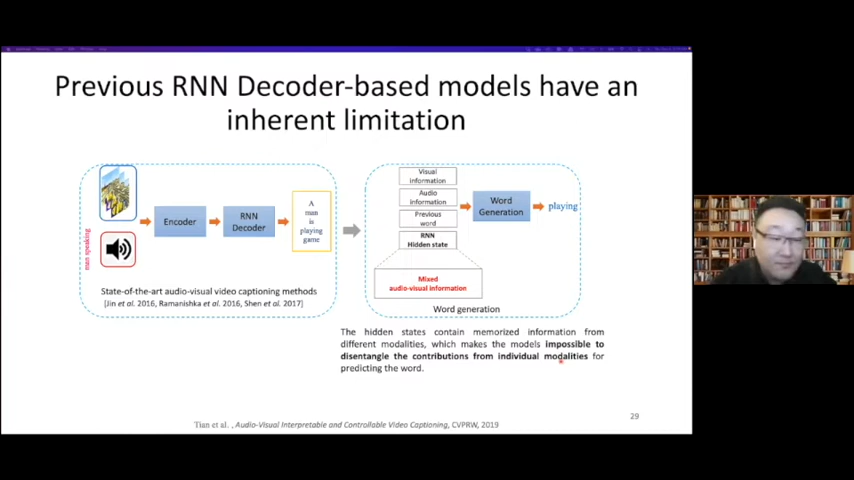 Previous RNN Decoder-based models have an
inherent limitation
man speaking
Encoder
RNN
Decoder
A
man
is
playing
game
State-of-the-art audio-visual video captioning methods
[Jin et al. 2016, Ramanishka et al. 2016, Shen et al. 2017]
Visual
information
Audio
information
Previous
word
RNN
Hidden state
Mixed
audio-visual information
Word
Generation
playing
Word generation
The hidden states contain memorized information from
different modalities, which makes the models impossible to
disentangle the contributions from individual modalities for
predicting the word.
Tian et al. , Audio-Visual Interpretable and Controllable Video Captioning, CVPRW, 2019
29